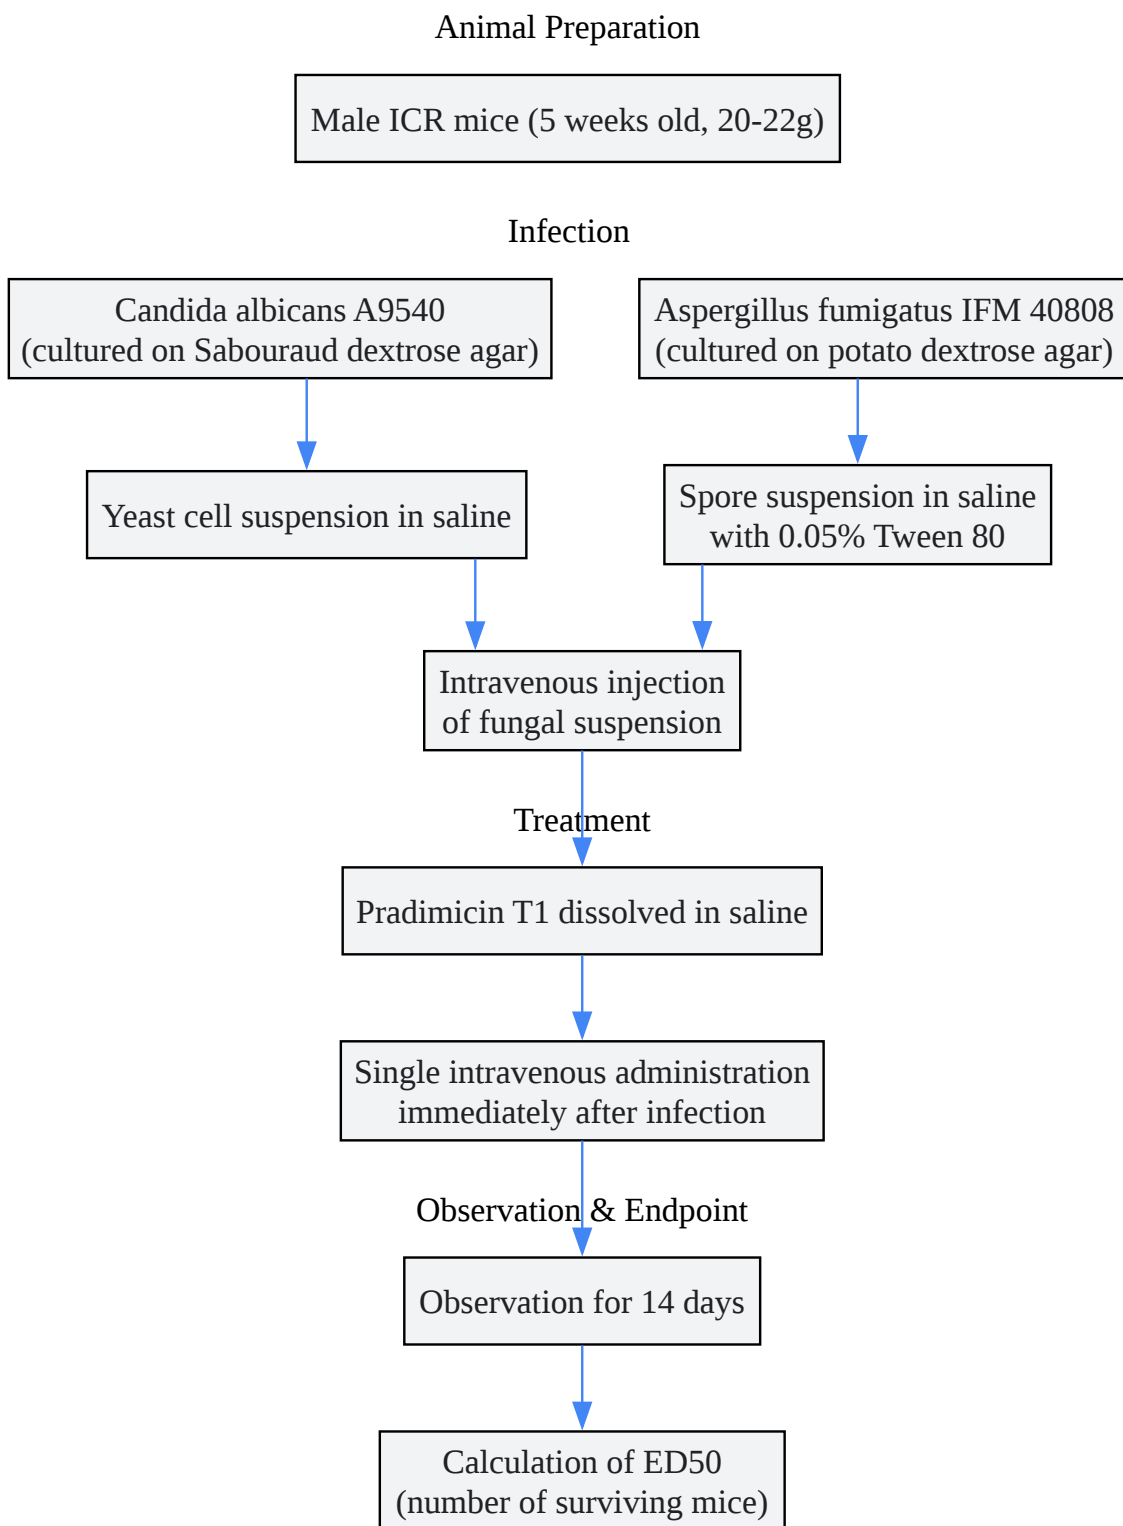 Animal Preparation
Male ICR mice (5 weeks old, 20-22g)
Infection
Candida albicans A9540
(cultured on Sabouraud dextrose agar)
Aspergillus fumigatus IFM 40808
(cultured on potato dextrose agar)
Yeast cell suspension in saline
Spore suspension in saline
with 0.05% Tween 80
Intravenous injection
of fungal suspension
Treatment
Pradimicin T1 dissolved in saline
Single intravenous administration
immediately after infection
Observation & Endpoint
Observation for 14 days
Calculation of ED50
(number of surviving mice)